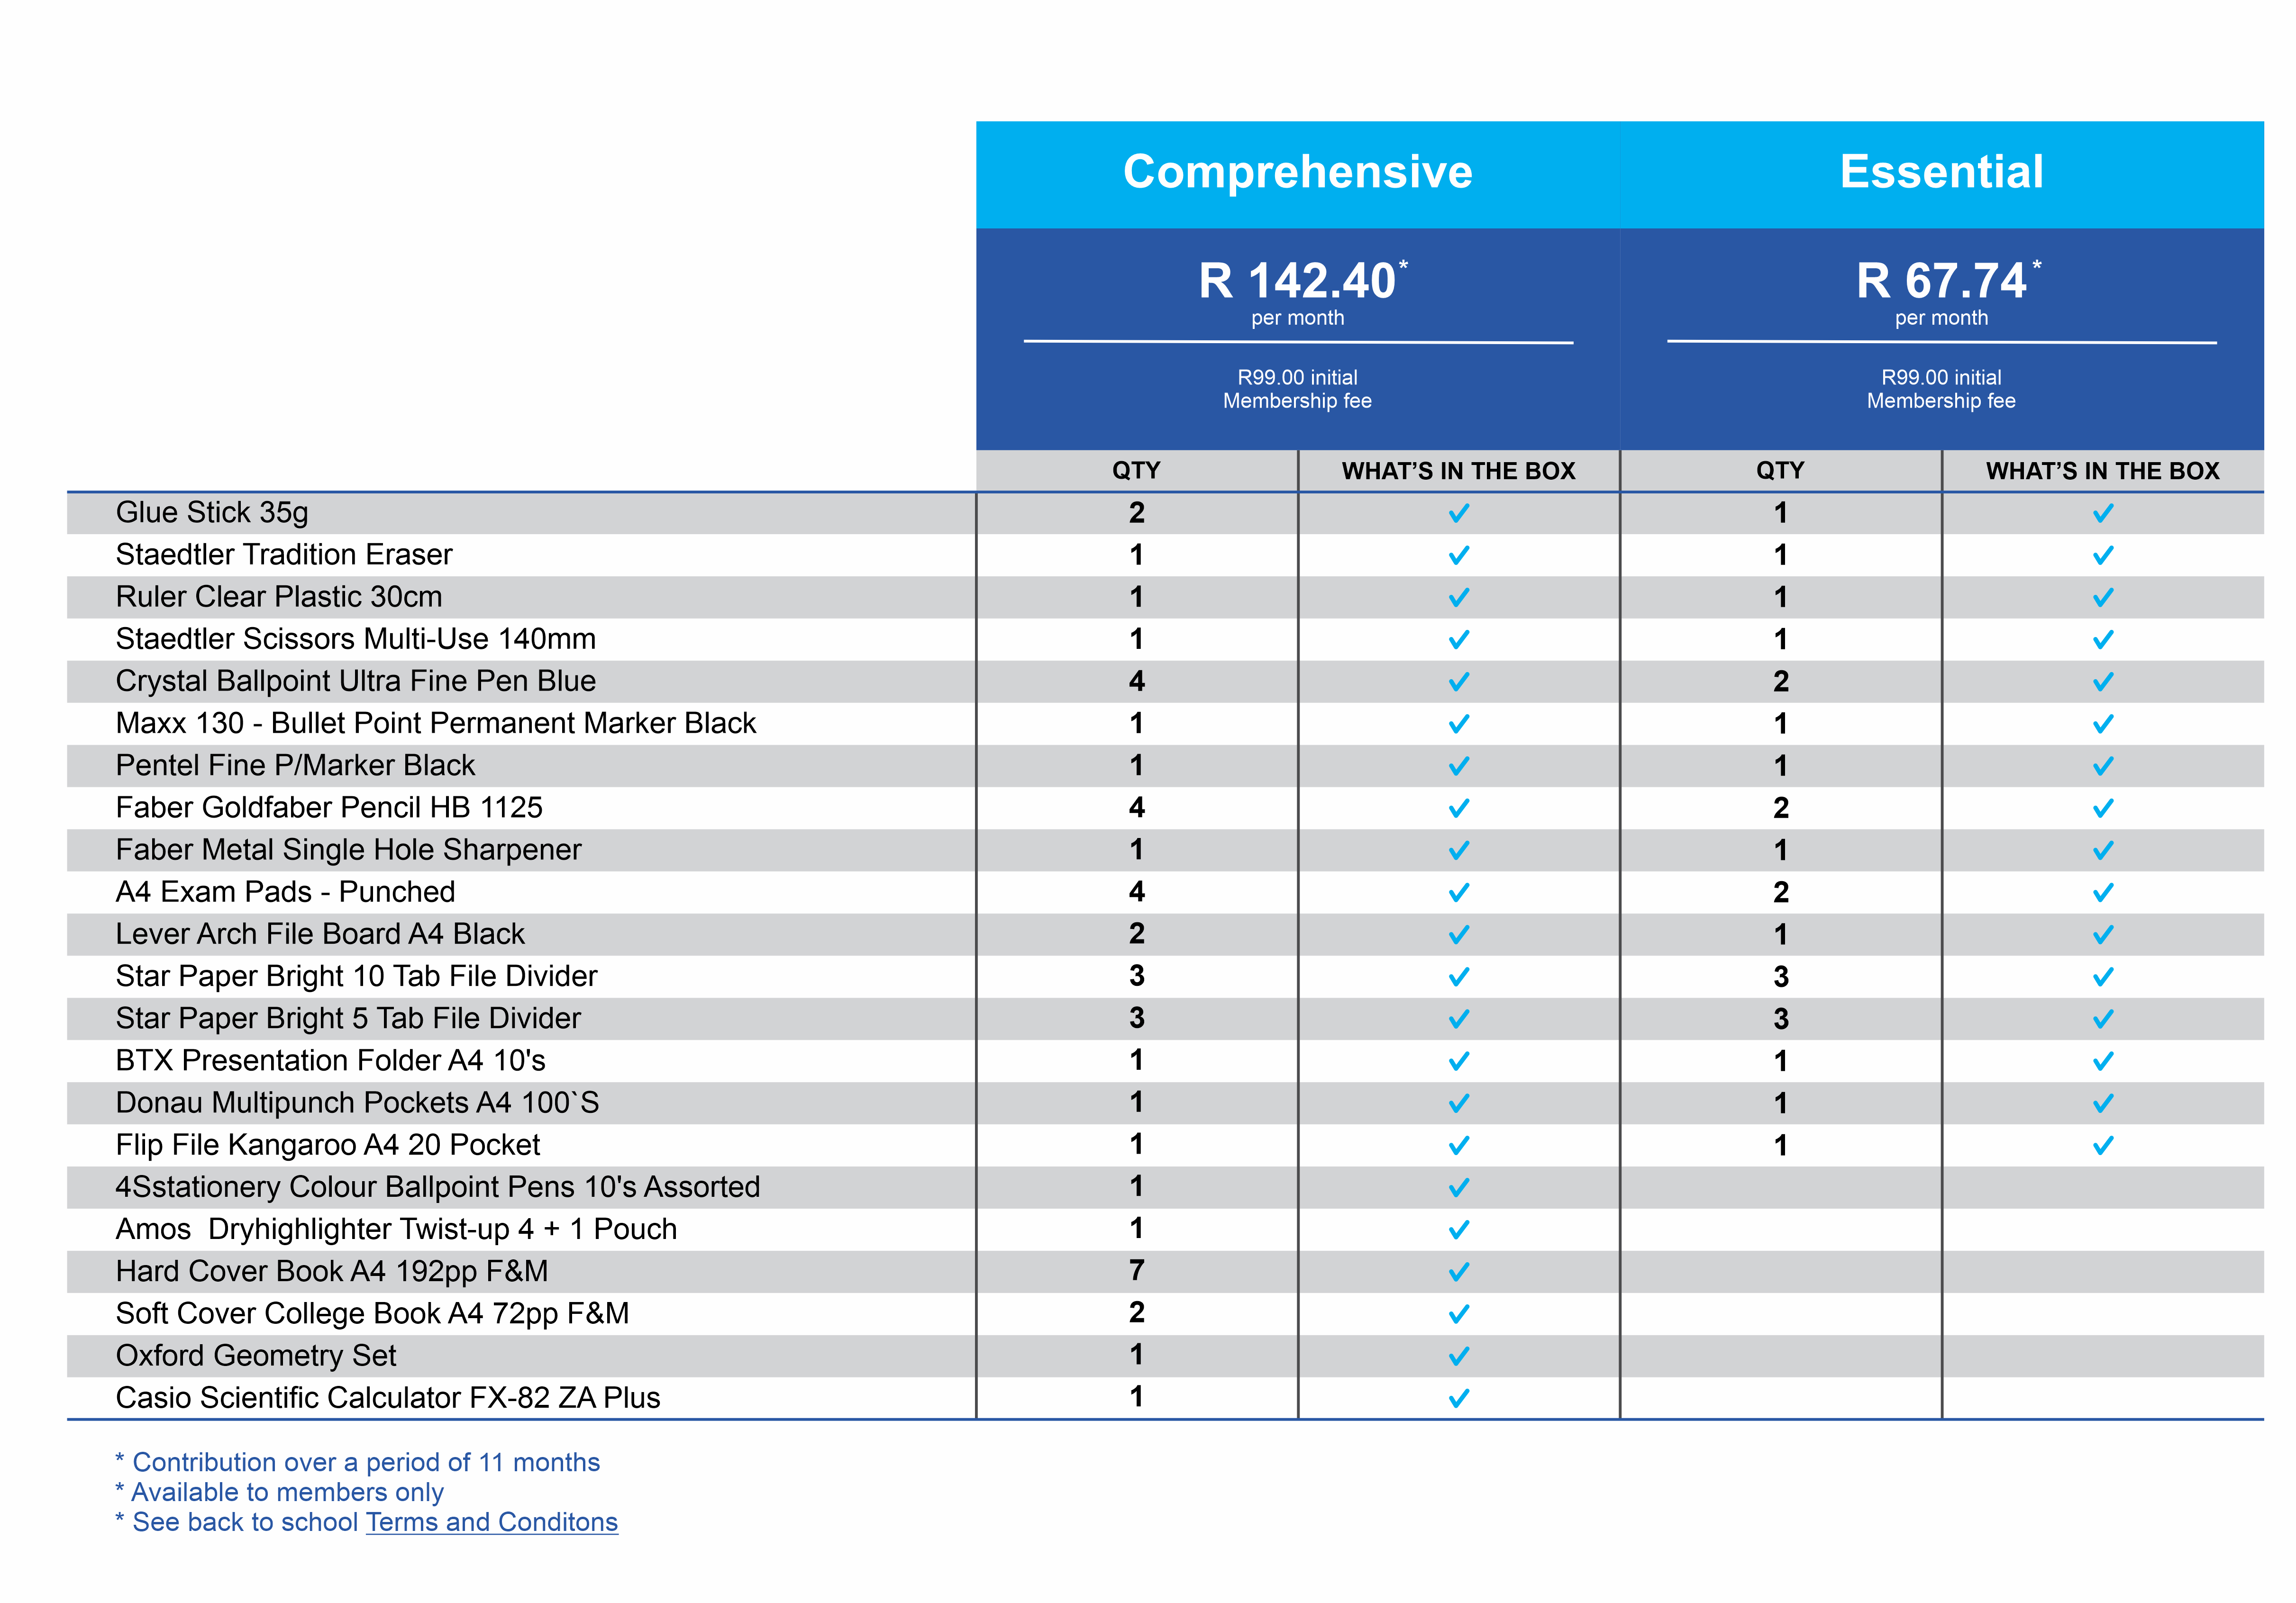 Comprehensive Essential
R 142.40* R 67.74*
per month per month
R99.00 initial R99.00 initial
Membership fee Membership fee
QTY WHAT'S IN THE BOX QTY WHAT'S IN THE BOX
Glue Stick 35g 2 ✓ 1 ✓
Staedtler Tradition Eraser 1 ✓ 1 ✓
Ruler Clear Plastic 30cm 1 ✓ 1 ✓
Staedtler Scissors Multi-Use 140mm 1 ✓ 1 ✓
Crystal Ballpoint Ultra Fine Pen Blue 4 ✓ 2 ✓
Maxx 130 - Bullet Point Permanent Marker Black 1 ✓ 1 ✓
Pentel Fine P/Marker Black 1 ✓ 1 ✓
Faber Goldfaber Pencil HB 1125 4 ✓ 2 ✓
Faber Metal Single Hole Sharpener 1 ✓ 1 ✓
A4 Exam Pads - Punched 4 ✓ 2 ✓
Lever Arch File Board A4 Black 2 ✓ 1 ✓
Star Paper Bright 10 Tab File Divider 3 ✓ 3 ✓
Star Paper Bright 5 Tab File Divider 3 ✓ 3 ✓
BTX Presentation Folder A4 10's 1 ✓ 1 ✓
Donau Multipunch Pockets A4 100`S 1 ✓ 1 ✓
Flip File Kangaroo A4 20 Pocket 1 ✓ 1 ✓
4Sstationery Colour Ballpoint Pens 10's Assorted 1 ✓
Amos Dryhighlighter Twist-up 4 + 1 Pouch 1 ✓
Hard Cover Book A4 192pp F&M 7 ✓
Soft Cover College Book A4 72pp F&M 2 ✓
Oxford Geometry Set 1 ✓
Casio Scientific Calculator FX-82 ZA Plus 1 ✓
* Contribution over a period of 11 months
* Available to members only
* See back to school Terms and Conditons